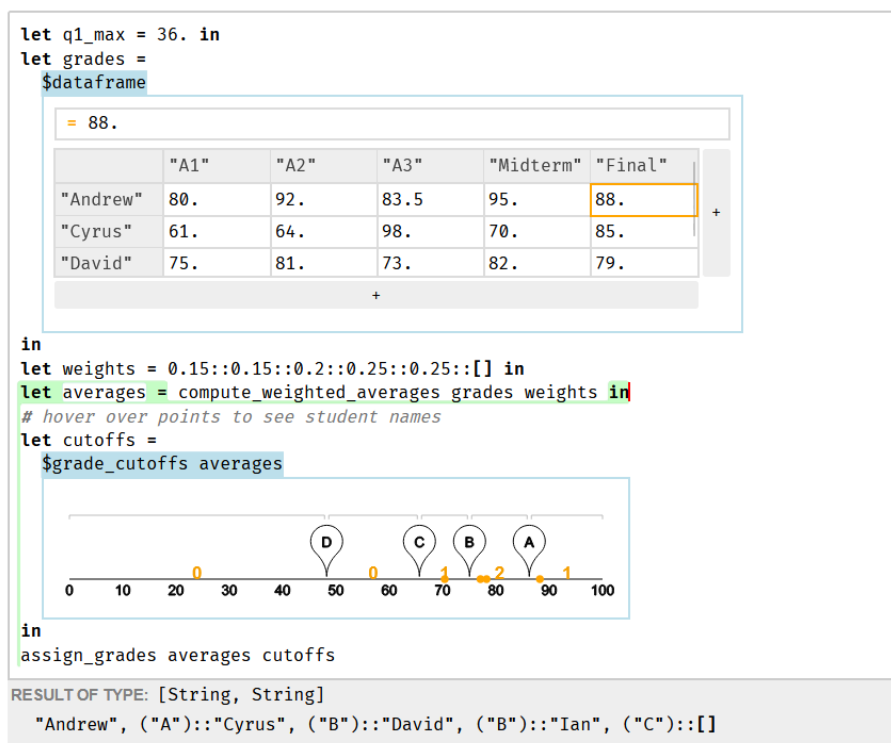 let q1_max = 36. in
let grades =
$dataframe
= 88.
"A1" "A2" "A3" "Midterm" "Final"
"Andrew" 80. 92. 83.5 95. 88.
+
"Cyrus" 61. 64. 98. 70. 85.
"David" 75. 81. 73. 82. 79.
+
in
let weights = 0.15::0.15::0.2::0.25::0.25::[] in
let averages = compute_weighted_averages grades weights in
# hover over points to see student names
let cutoffs =
$grade_cutoffs averages
D C B A
0 0 1 2 1
0 10 20 30 40 50 60 70 80 90 100
in
assign_grades averages cutoffs
RESULT OF TYPE: [String, String]
"Andrew", ("A")::"Cyrus", ("B")::"David", ("B")::"Ian", ("C")::[]